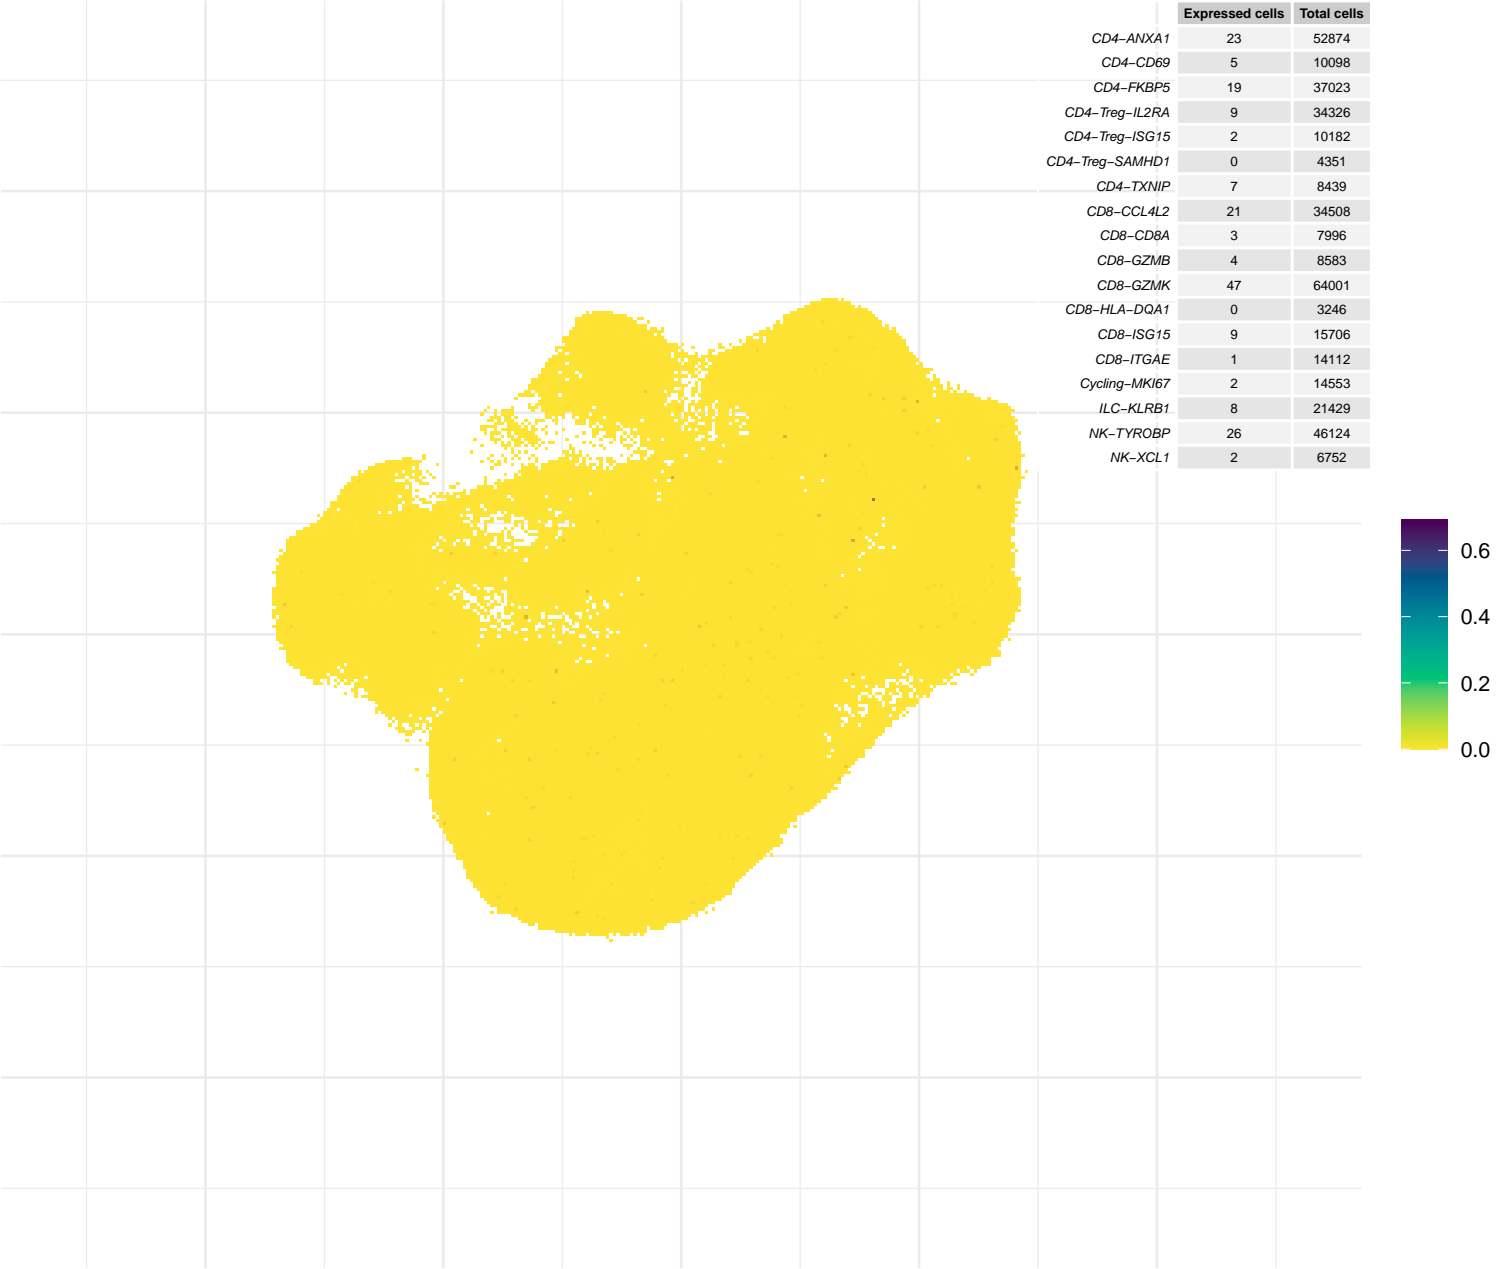 Expressed cells Total cells
CD4−ANXA1 23 52874
CD4−CD69 5 10098
CD4−FKBP5 19 37023
CD4−Treg−IL2RA 9 34326
CD4−Treg−ISG15 2 10182
CD4−Treg−SAMHD1 0 4351
CD4−TXNIP 7 8439
CD8−CCL4L2 21 34508
CD8−CD8A 3 7996
CD8−GZMB 4 8583
CD8−GZMK 47 64001
CD8−HLA−DQA1 0 3246
CD8−ISG15 9 15706
CD8−ITGAE 1 14112
Cycling−MKI67 2 14553
ILC−KLRB1 8 21429
NK−TYROBP 26 46124
NK−XCL1 2 6752
0.6
0.4
0.2
0.0